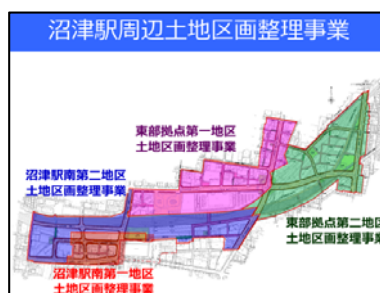 沼津駅周辺土地区画整理事業
東部拠点第一地区
土地区画整理事業
沼津駅南第二地区
土地区画整理事業
東部拠点第二地区
土地区画整理事業
沼津駅南第一地区
土地区画整理事業